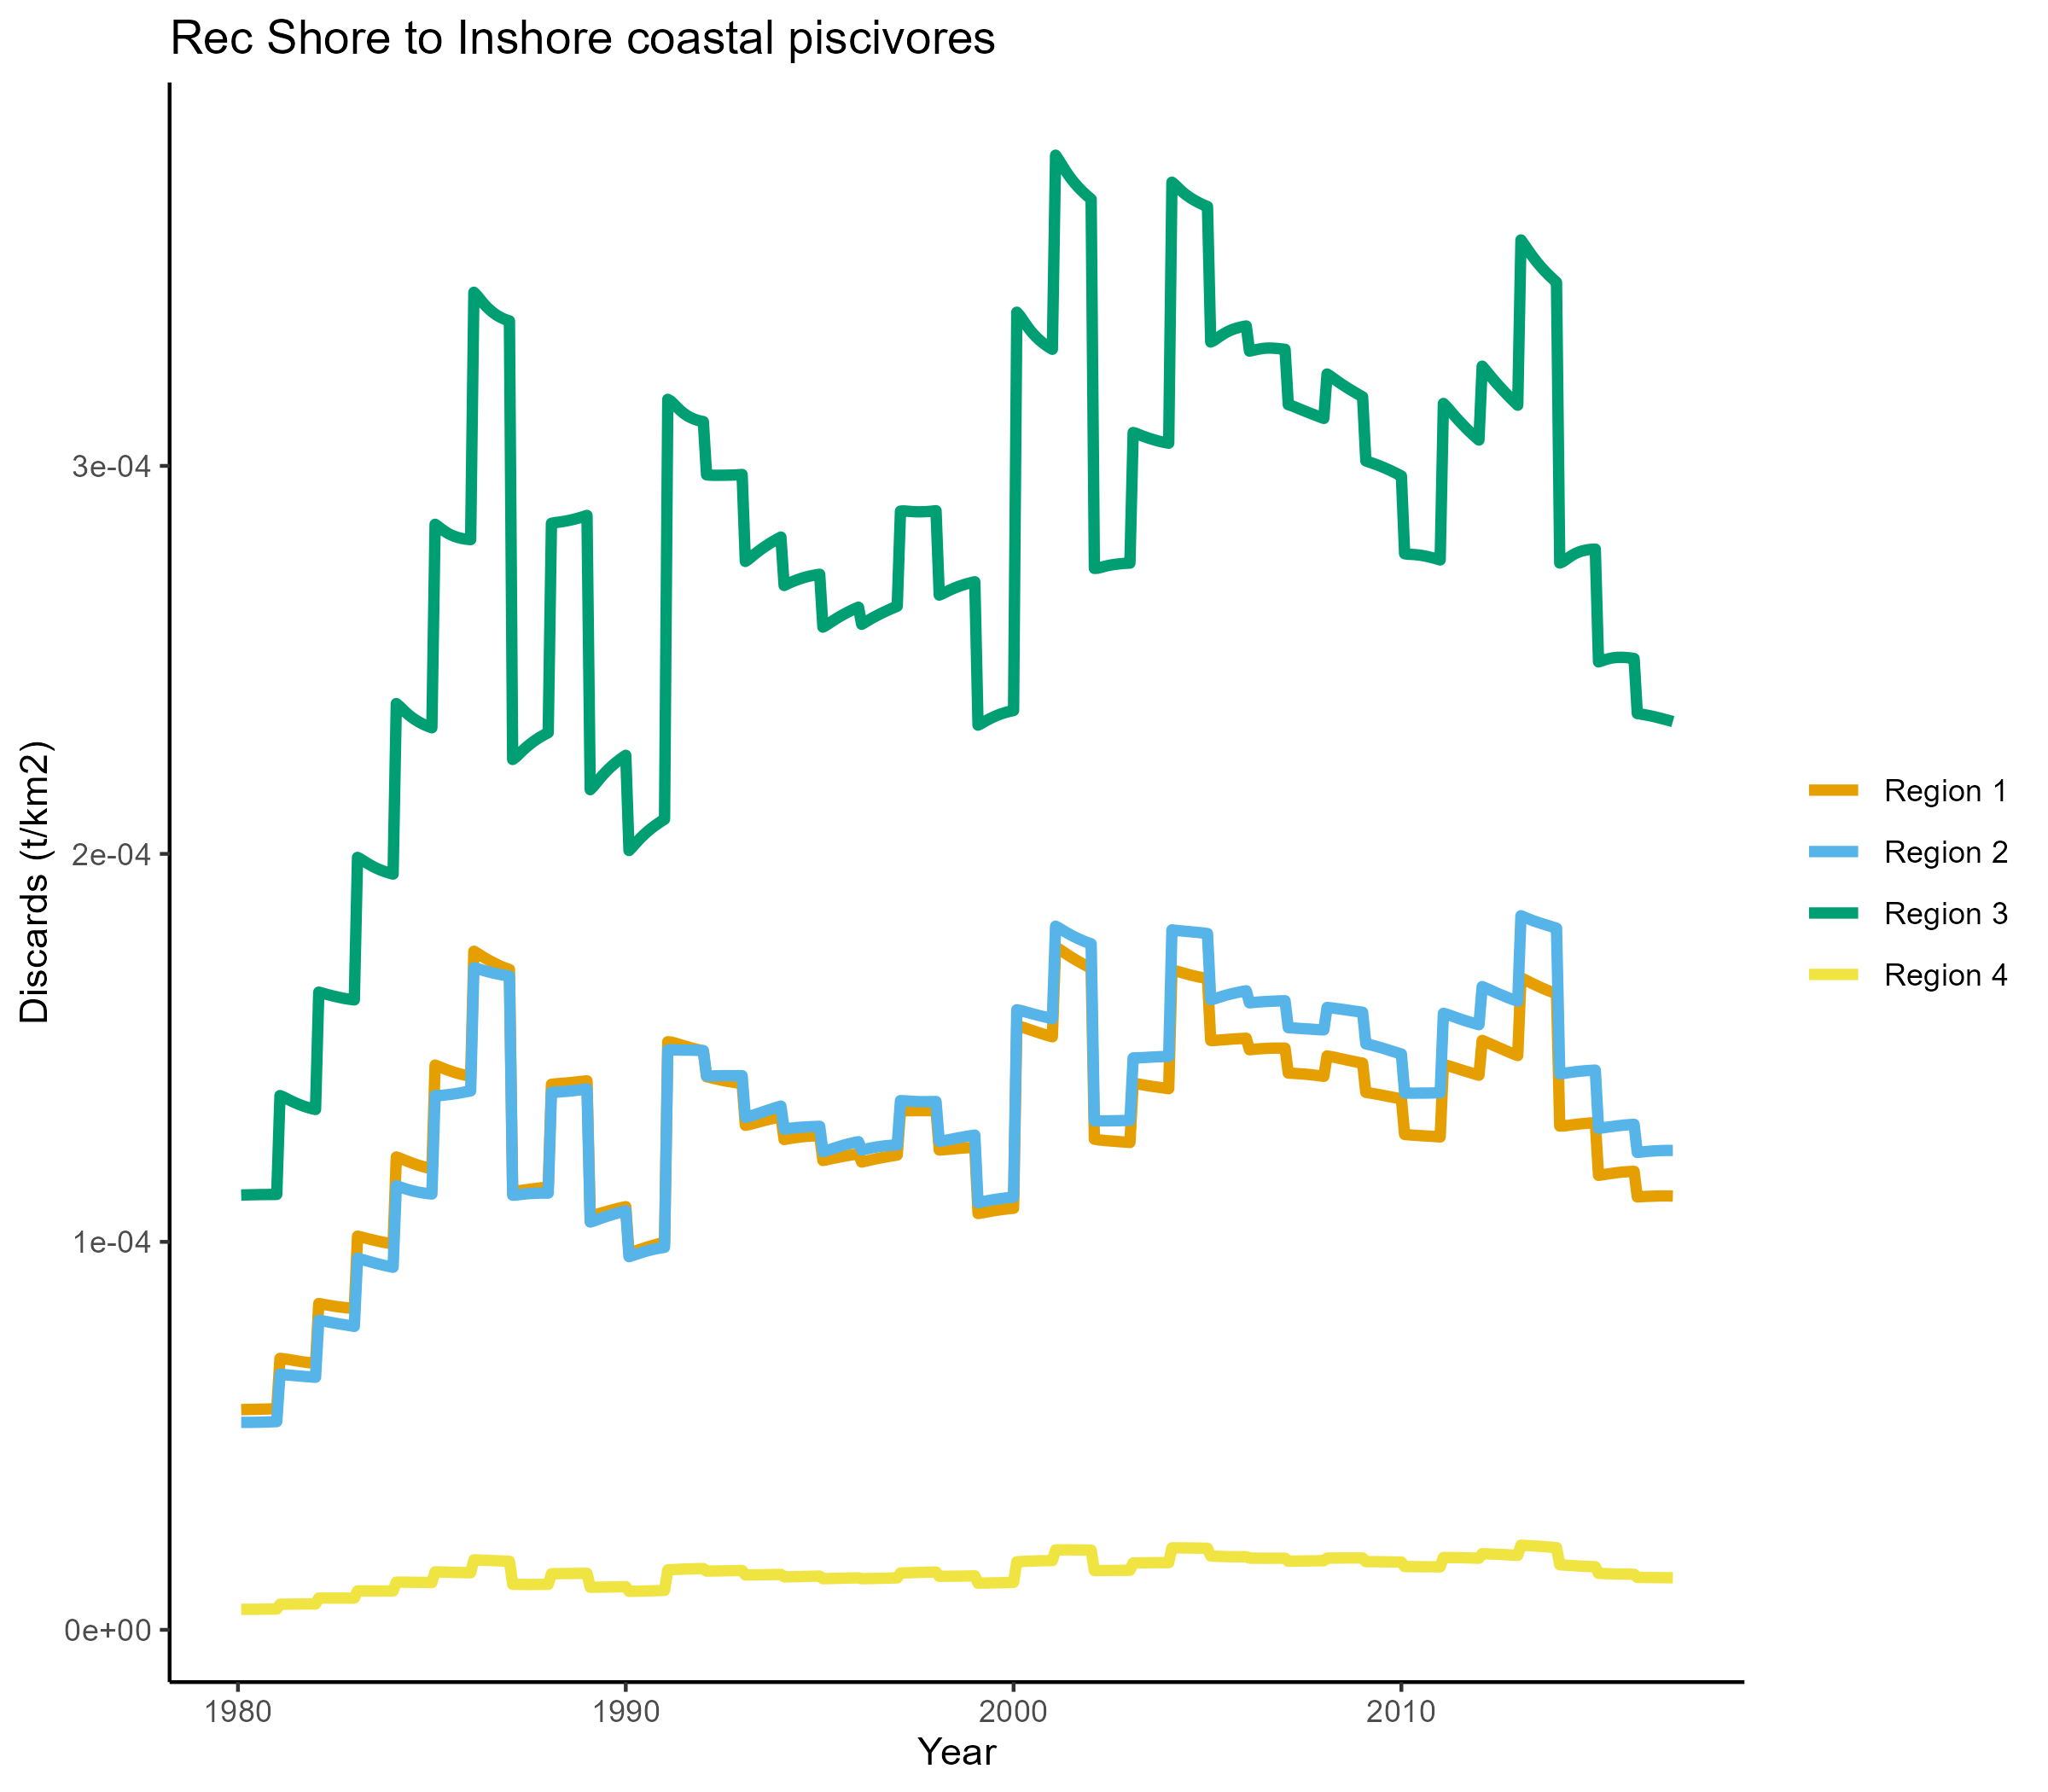 Rec Shore to Inshore coastal piscivores
Discards (t/km2)
3e-04
2e-04
1e-04
0e+00
1980
1990
2000
2010
Year
Region 1
Region 2
Region 3
Region 4